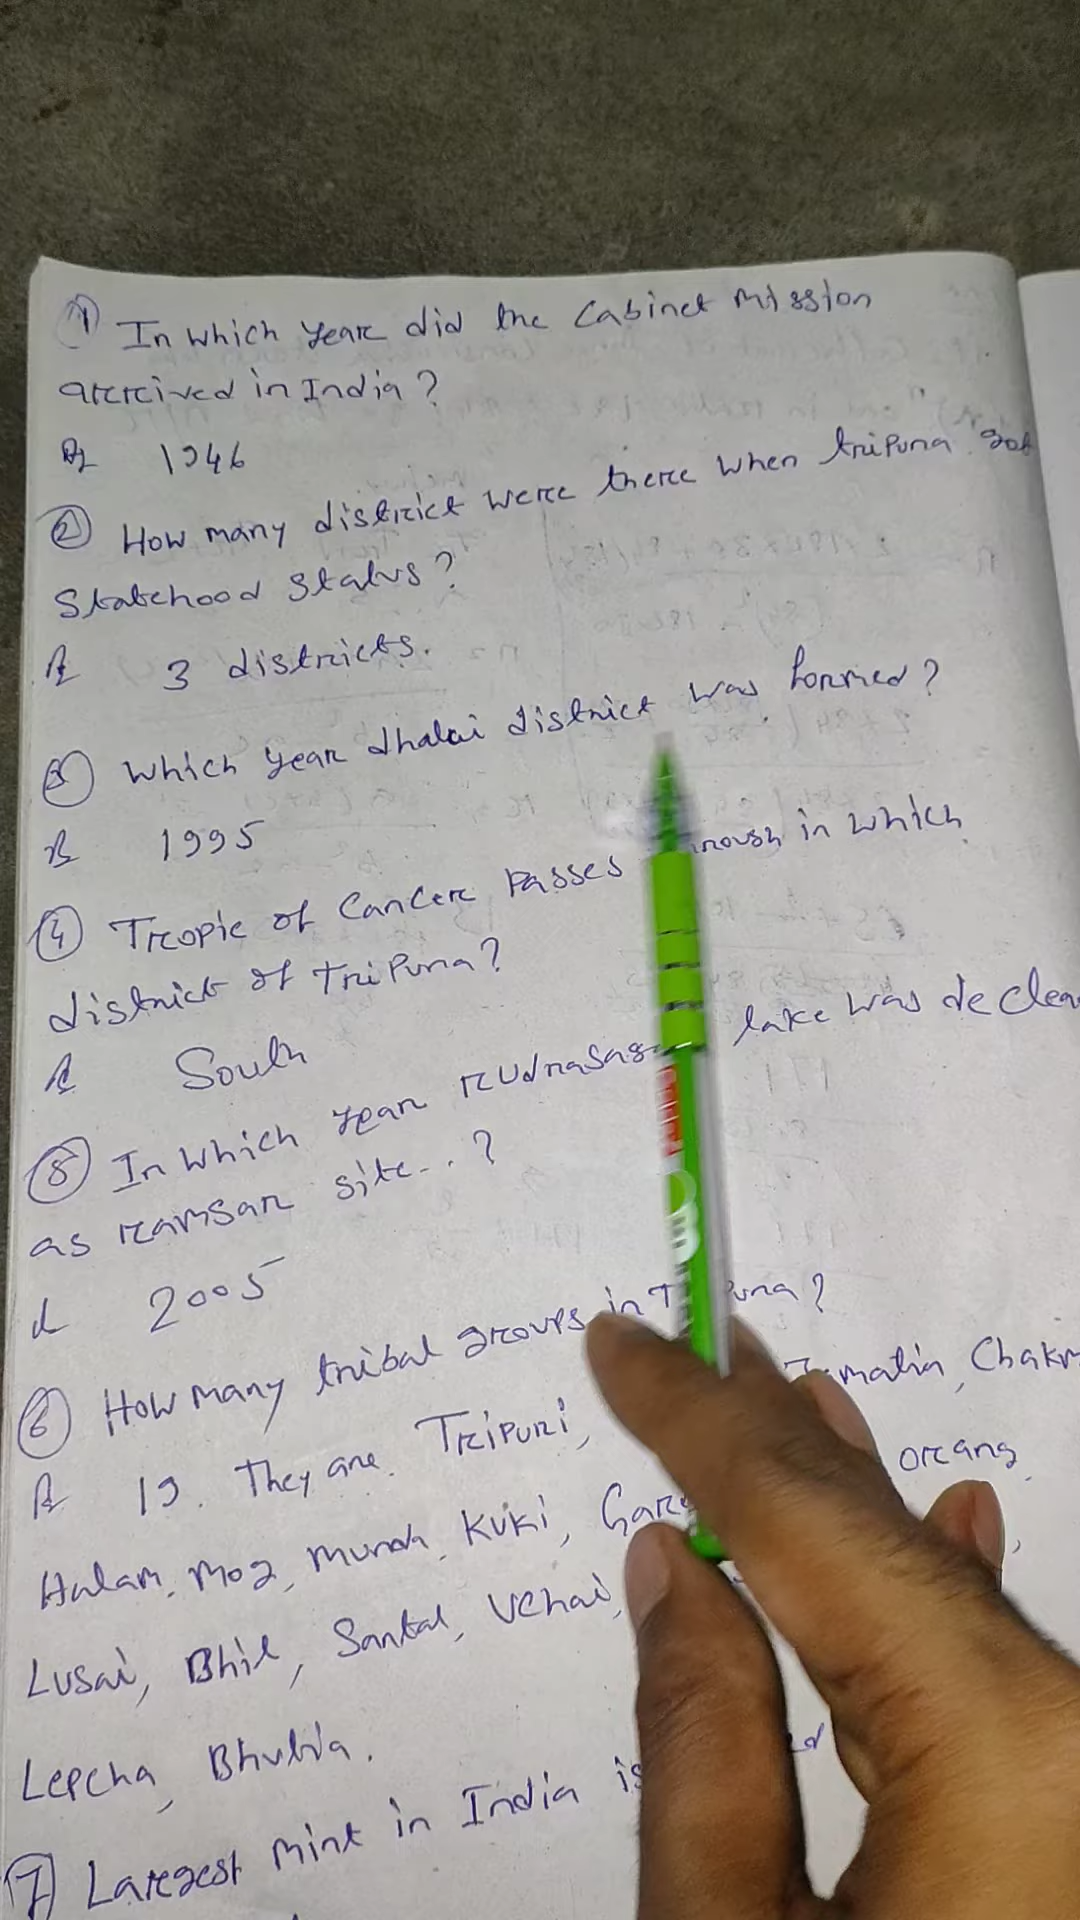 ① In which year did the Cabinet Mission
arrived in India?
A 1946
② How many district were there when tripura got
Statehood Status?
A 3 districts.
③ Which year dhalai district was formed?
A 1995
④ Tropic of Cancer Passes in which
district of Tripura?
A South
⑤ In which year rudrasagar lake was declea
as ramsar site...?
A 2005
⑥ How many tribal groups in Tripura?
A 19. They are. Tripuri, Chakm
Halam, Mog, Munda, Kuki, Garo orang
Lusai, Bhil, Santal, Uchai,
Lepcha, Bhutia.
⑦ Largest mint in India is